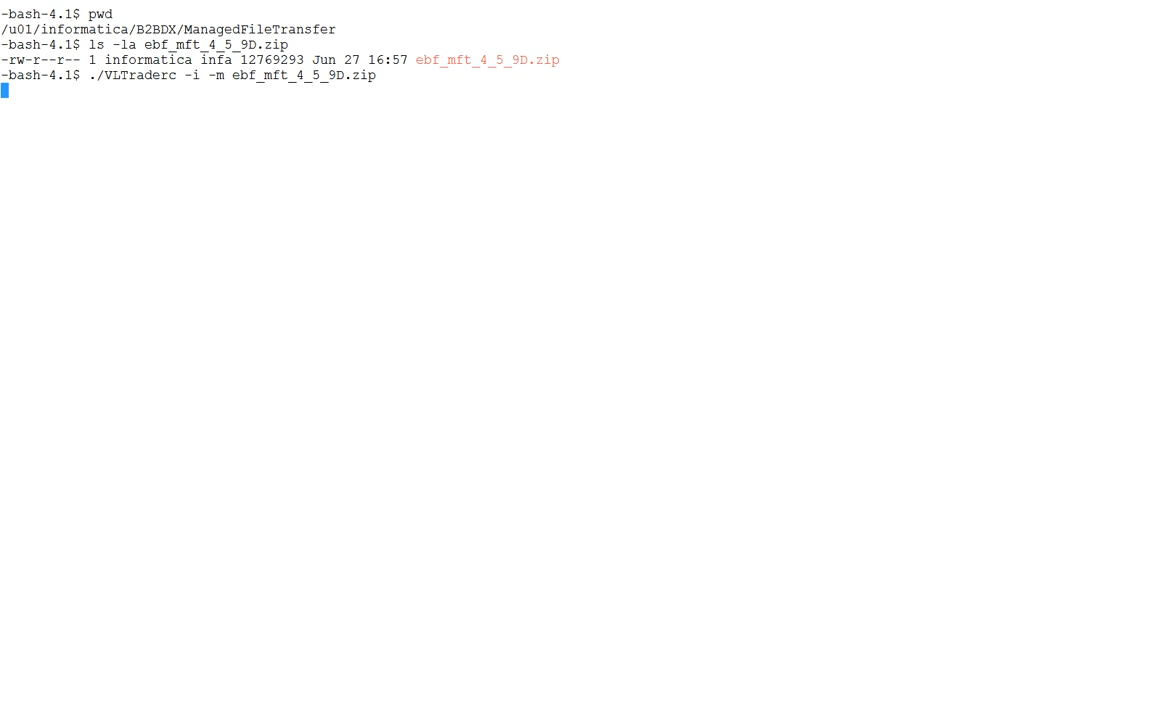 -bash-4.1$ pwd
/u01/informatica/B2BDX/ManagedFileTransfer
-bash-4.1$ ls -la ebf_mft_4_5_9D.zip
-rw-r--r-- 1 informatica infa 12769293 Jun 27 16:57 ebf_mft_4_5_9D.zip
-bash-4.1$ ./VLTraderc -i -m ebf_mft_4_5_9D.zip